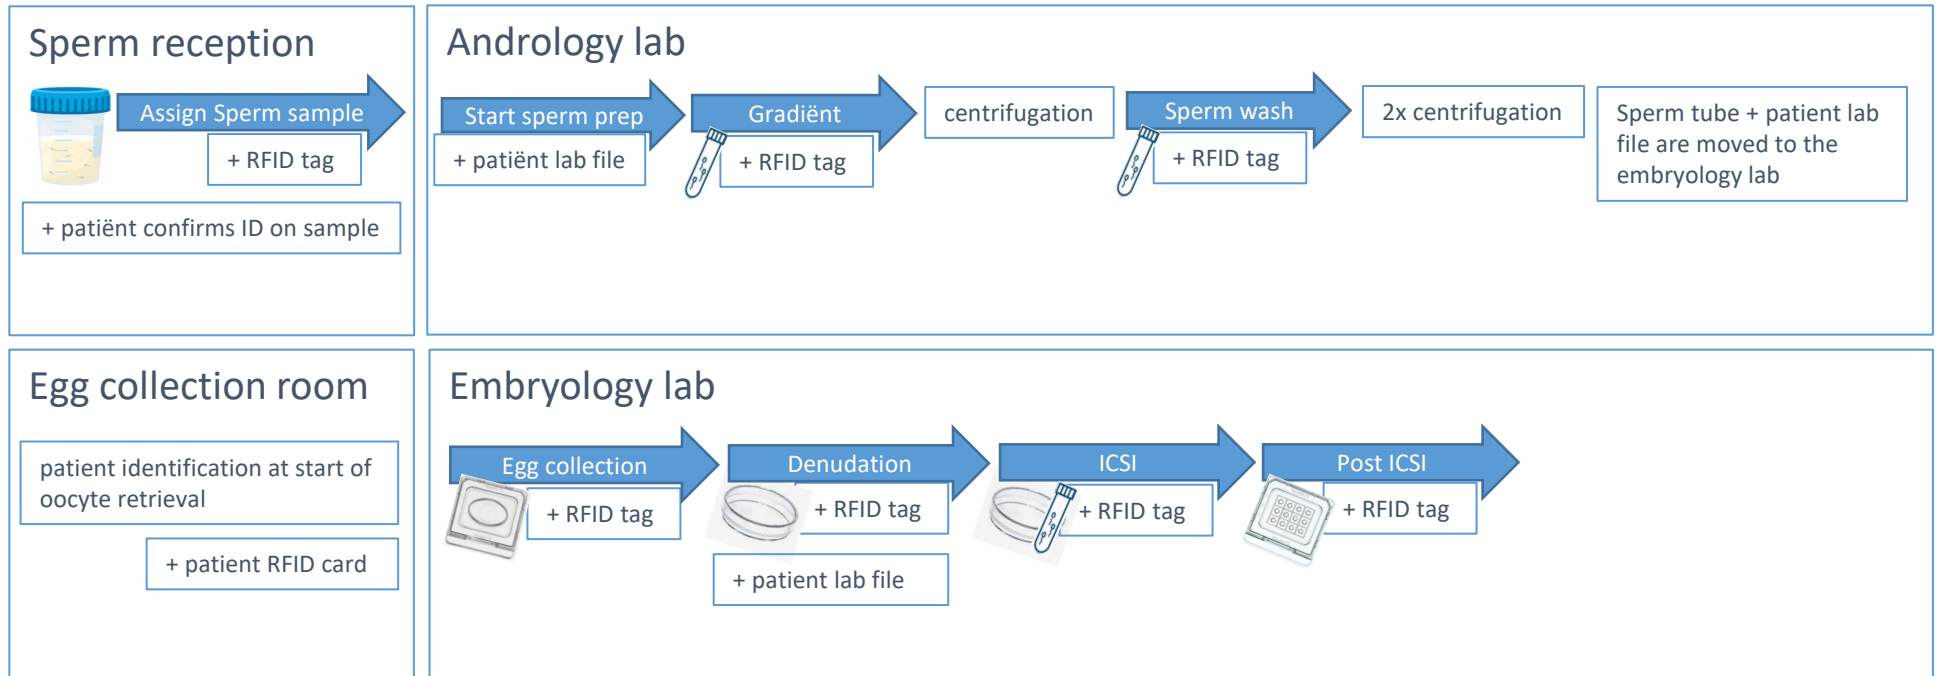 Sperm reception
Assign Sperm sample
+ RFID tag
+ patiënt confirms ID on sample
Andrology lab
Start sperm prep
+ patiënt lab file
Gradiënt
+ RFID tag
centrifugation
Sperm wash
+ RFID tag
2x centrifugation
Sperm tube + patient lab
file are moved to the
embryology lab
Egg collection room
patient identification at start of
oocyte retrieval
+ patient RFID card
Embryology lab
Egg collection
+ RFID tag
Denudation
+ RFID tag
+ patient lab file
ICSI
+ RFID tag
Post ICSI
+ RFID tag